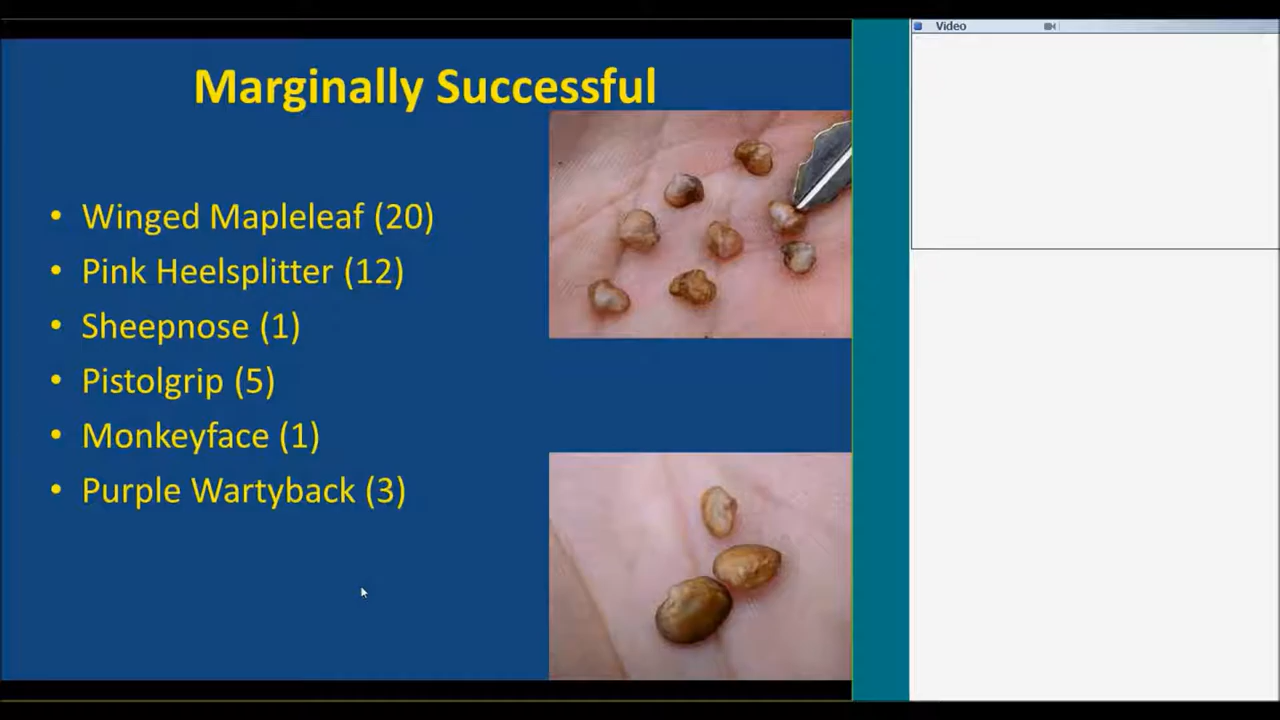 Marginally Successful
• Winged Mapleleaf (20)
• Pink Heelsplitter (12)
• Sheepnose (1)
• Pistolgrip (5)
• Monkeyface (1)
• Purple Wartyback (3)
Video